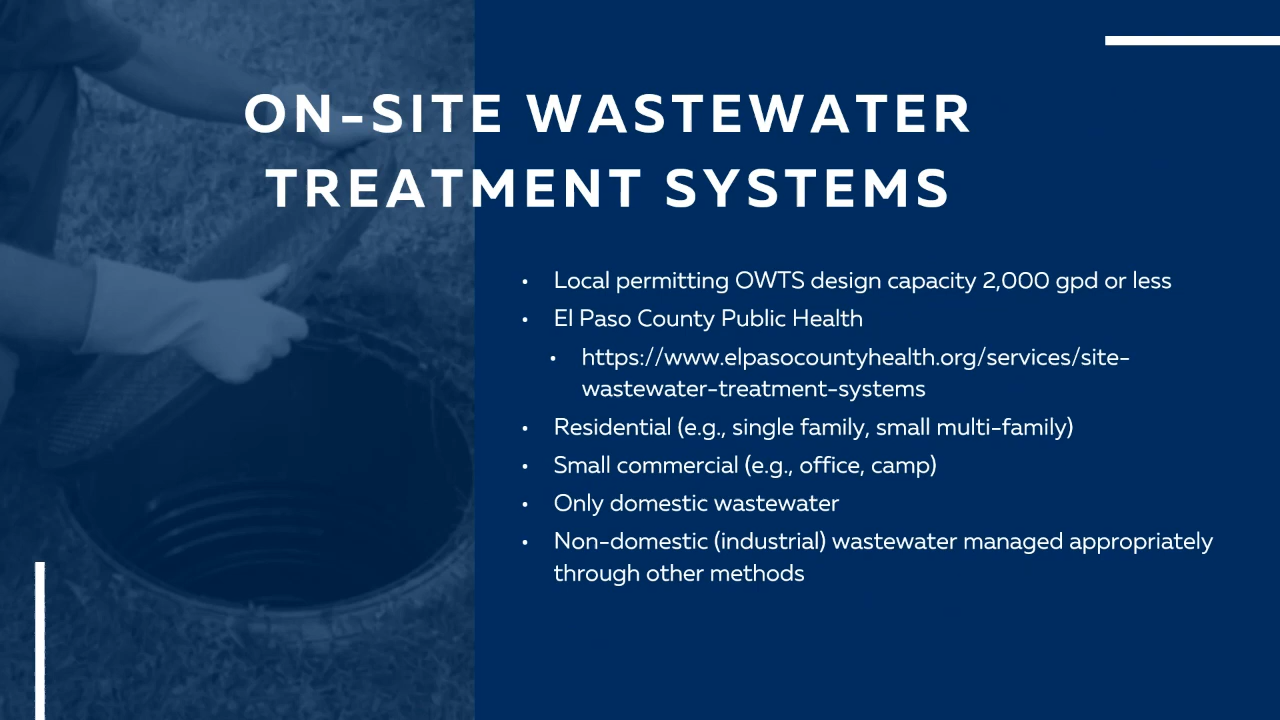 ON-SITE WASTEWATER
TREATMENT SYSTEMS
• Local permitting OWTS design capacity 2,000 gpd or less
• El Paso County Public Health
• https://www.elpasocountyhealth.org/services/site-
wastewater-treatment-systems
• Residential (e.g., single family, small multi-family)
• Small commercial (e.g., office, camp)
• Only domestic wastewater
• Non-domestic (industrial) wastewater managed appropriately
through other methods